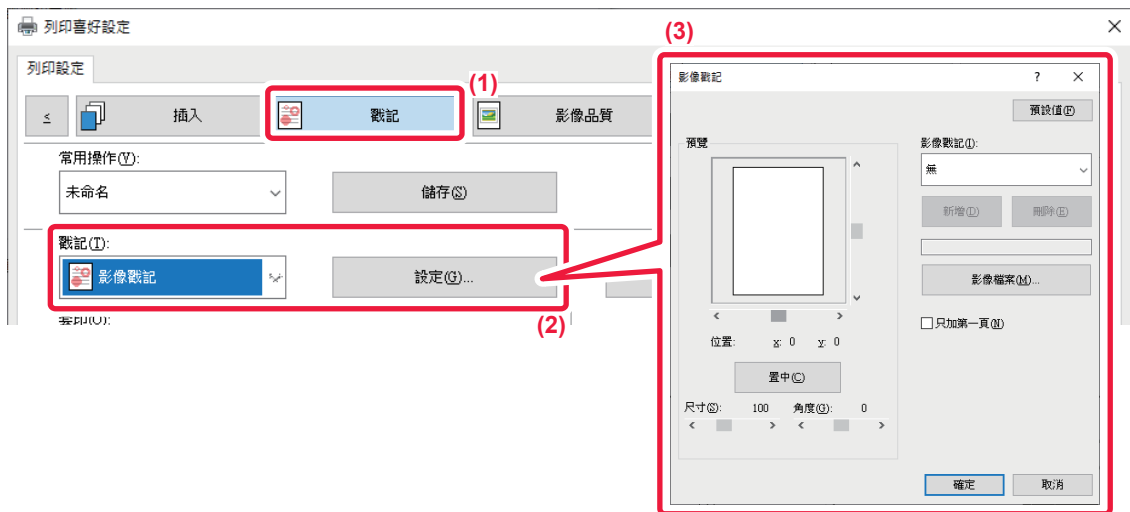 列印喜好設定
列印設定
(1)
≤ 插入 戳記 影像品質
常用操作(V):
未命名 儲存(S)
戳記(T):
影像戳記 設定(G)...
套印(O):
(2)
(3)
影像戳記 ?
預設值(F)
預覽
影像戳記(I):
無
新增(D) 刪除(E)
影像檔案(M)...
只加第一頁(N)
位置: x: 0 y: 0
置中(C)
尺寸(S): 100 角度(G): 0
確定 取消